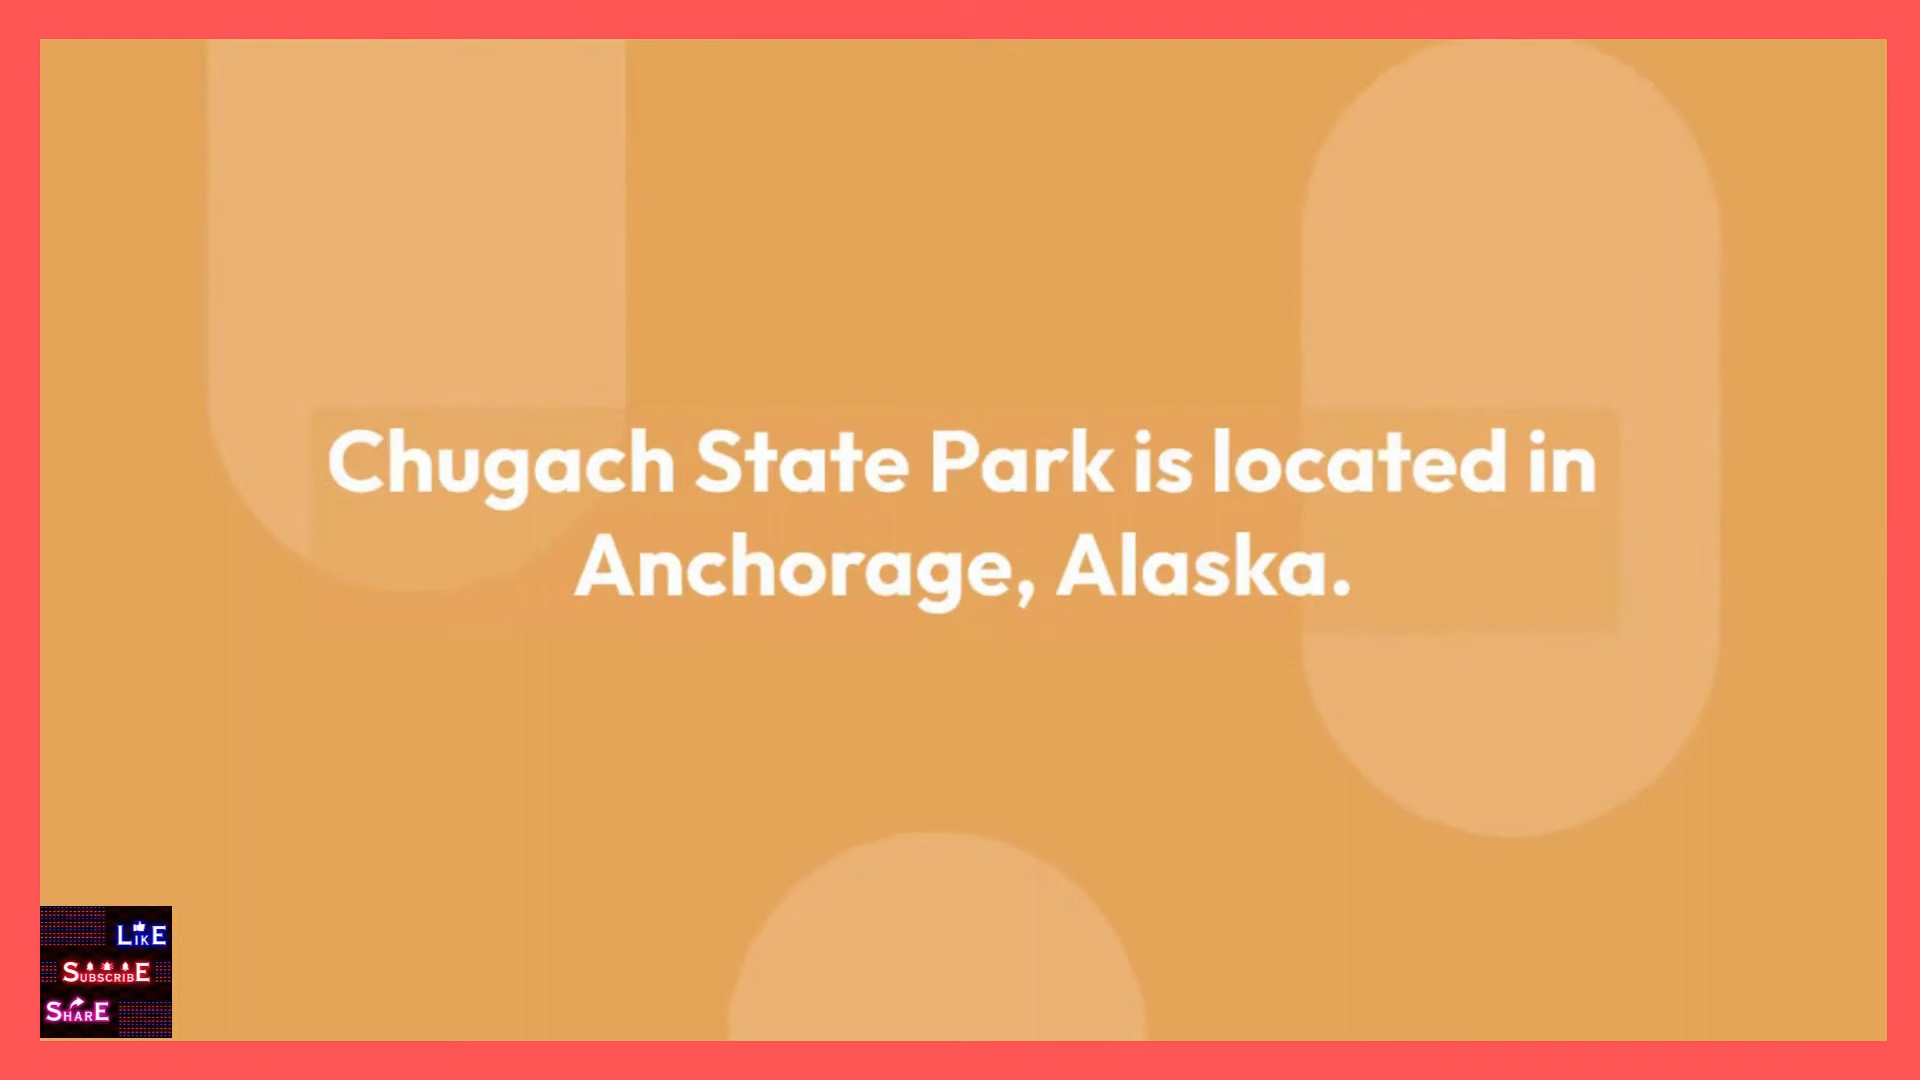 Chugach State Park is located in
Anchorage, Alaska.
LIKE
SUBSCRIBE
SHARE